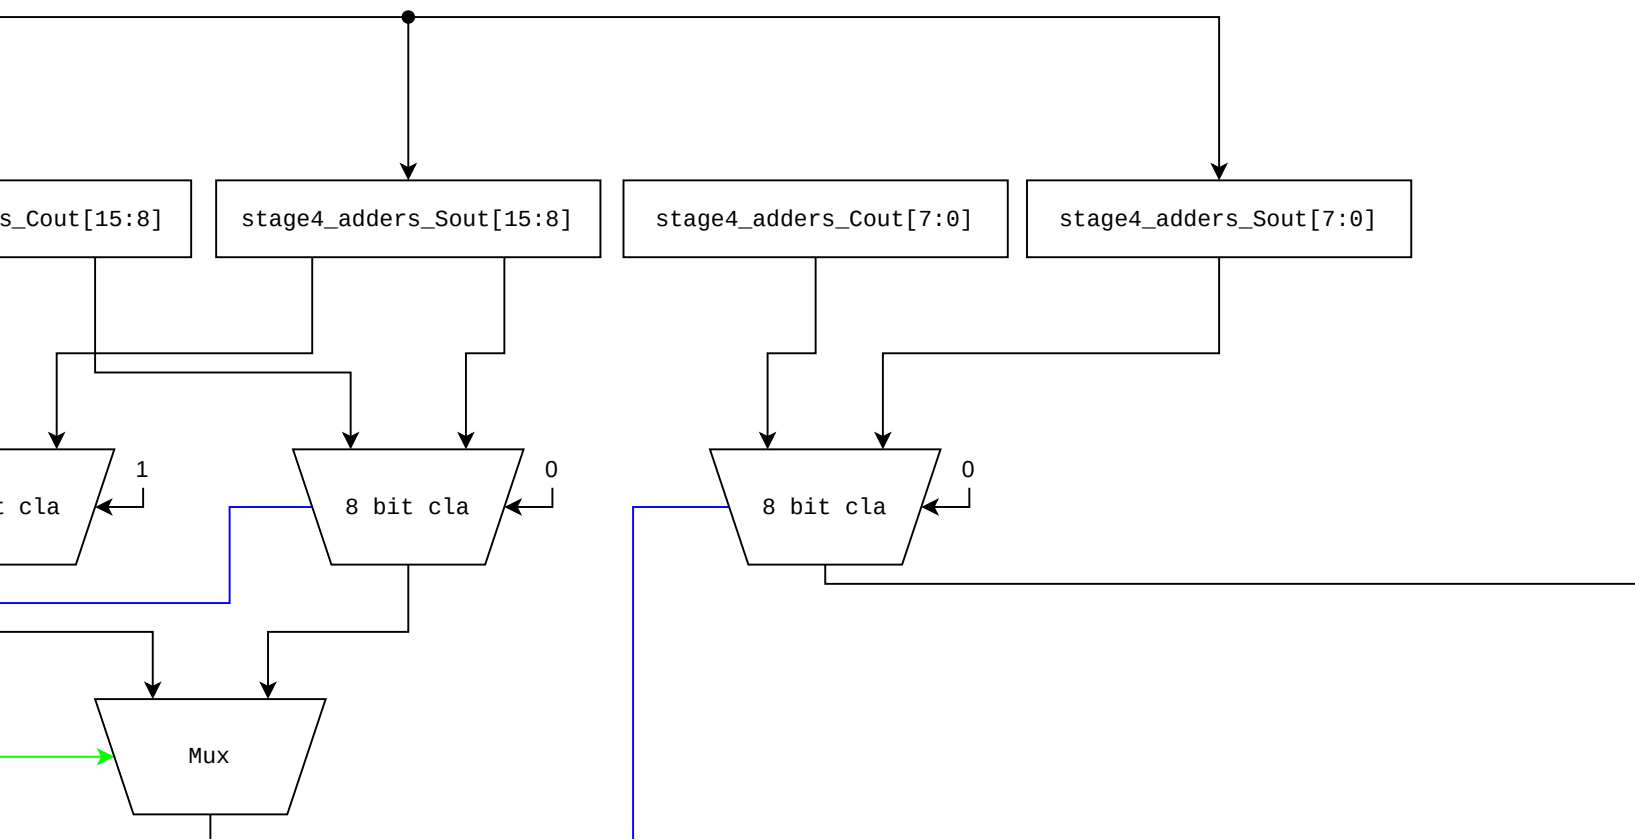 s_Cout[15:8]
stage4_adders_Sout[15:8]
stage4_adders_Cout[7:0]
stage4_adders_Sout[7:0]
1
0
0
t cla
8 bit cla
8 bit cla
Mux